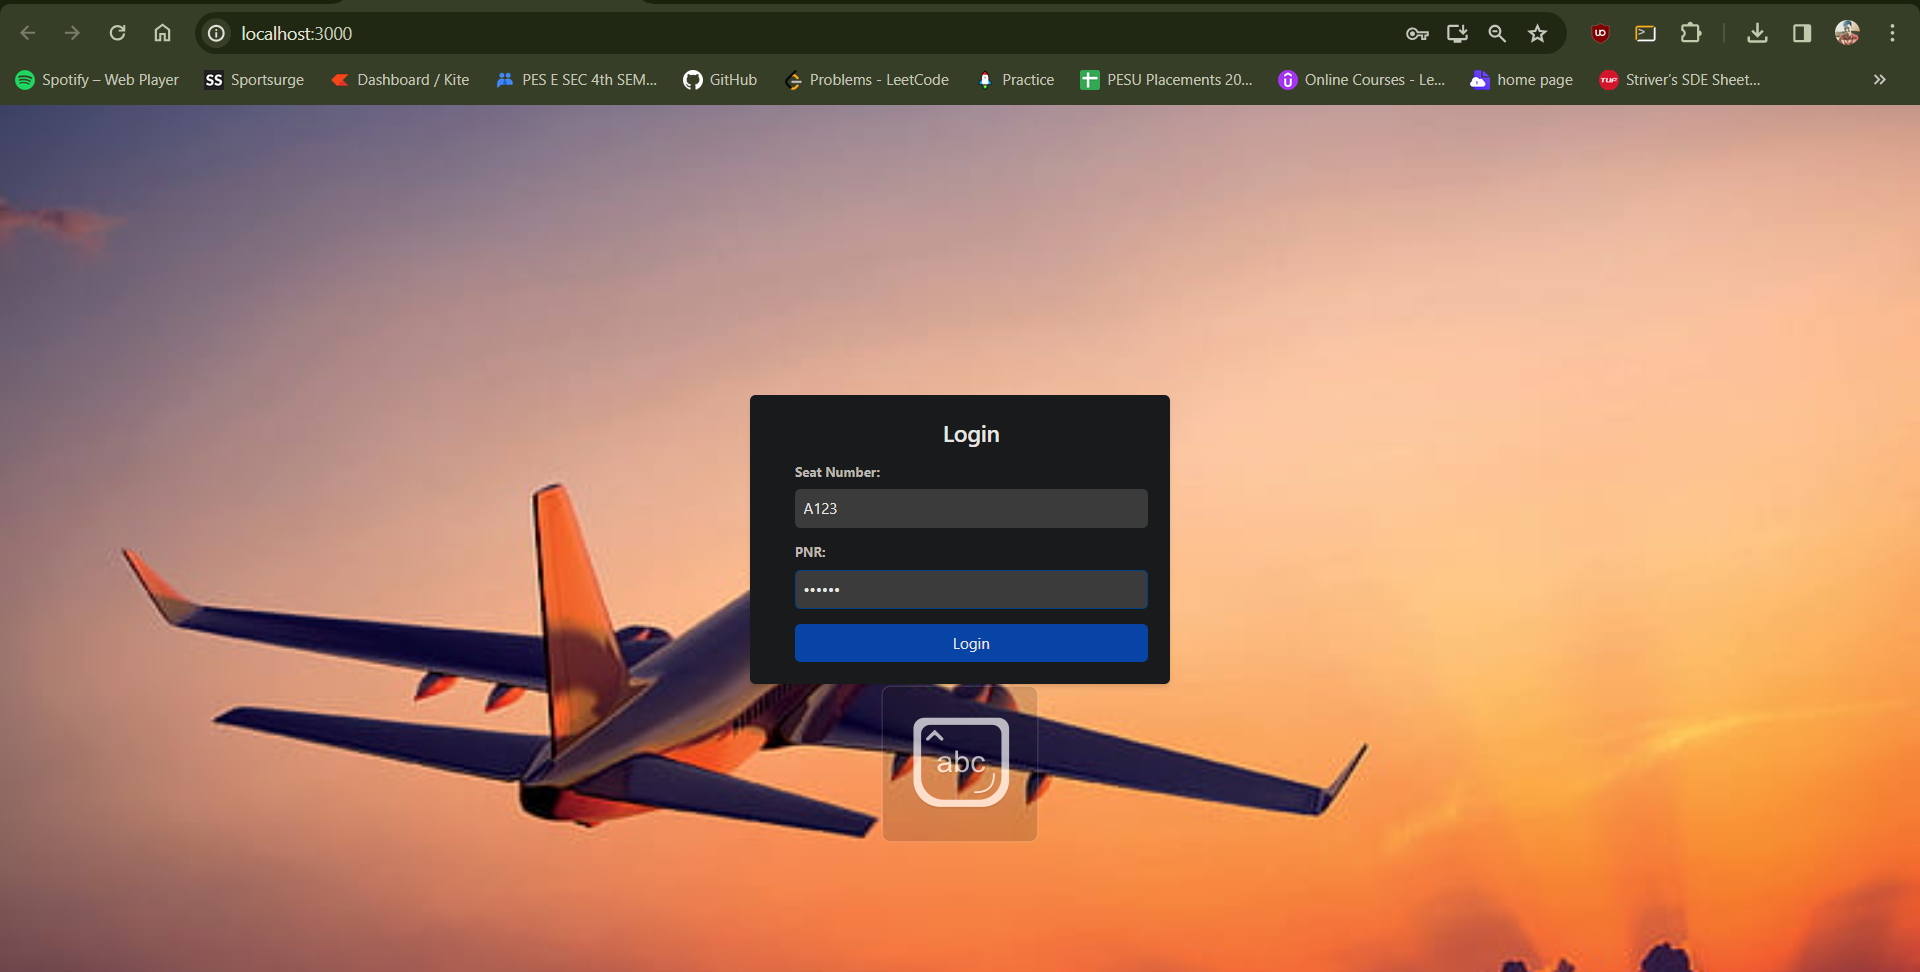 localhost:3000
Spotify – Web Player
SS Sportsurge
Dashboard / Kite
PES E SEC 4th SEM...
GitHub
Problems - LeetCode
Practice
PESU Placements 20...
Online Courses - Le...
home page
TUF Striver's SDE Sheet...
Login
Seat Number:
A123
PNR:
••••••
Login
abc